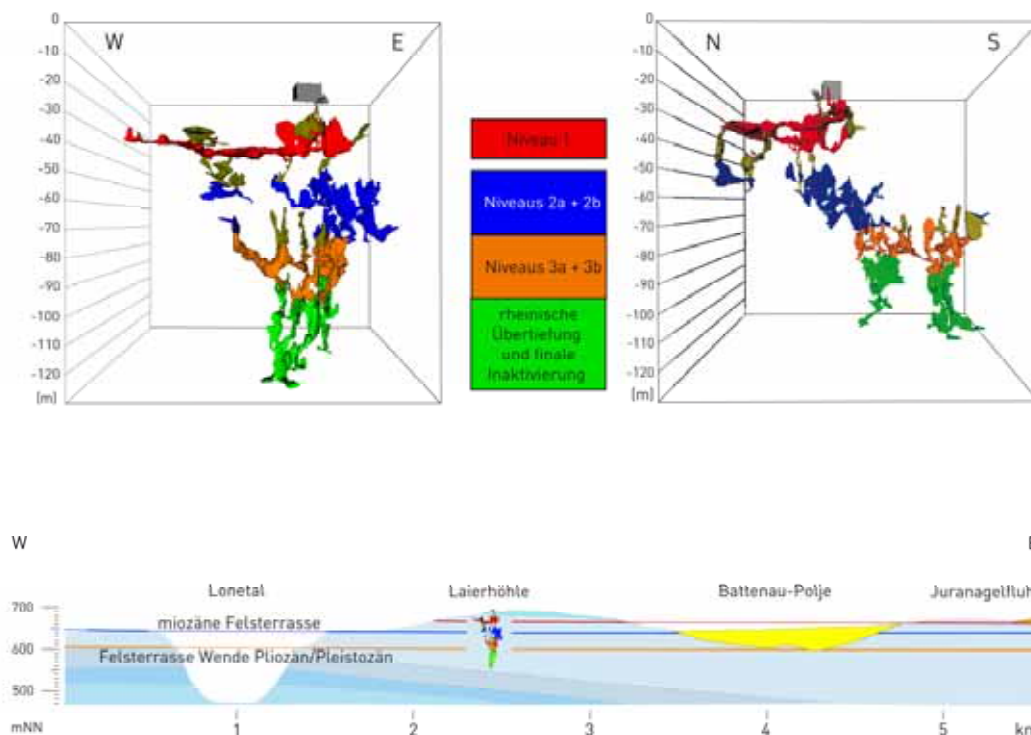 0
-10
-20
-30
-40
-50
-60
-70
-80
-90
-100
-110
-120
[m]
W
E
Niveau 1
Niveaus 2a + 2b
Niveaus 3a + 3b
rheinische
Übertiefung
und finale
Inaktivierung
0
-10
-20
-30
-40
-50
-60
-70
-80
-90
-100
-110
-120
[m]
N
S
W
E
Lonetal
Laierhöhle
Battenau-Polje
Juranagelfluh
700
miozäne Felsterrasse
600
Felsterrasse Wende Pliozän/Pleistozän
500
mNN
1
2
3
4
5
km